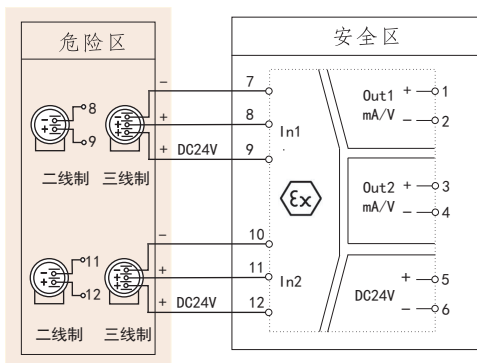 危险区
安全区
− 7
+ 8
+ DC24V 9
In1
8
9
二线制 三线制
Out1 + 1
mA/V − 2
εx
Out2 + 3
mA/V − 4
− 10
+ 11
+ DC24V 12
In2
11
12
二线制 三线制
+ 5
DC24V
− 6